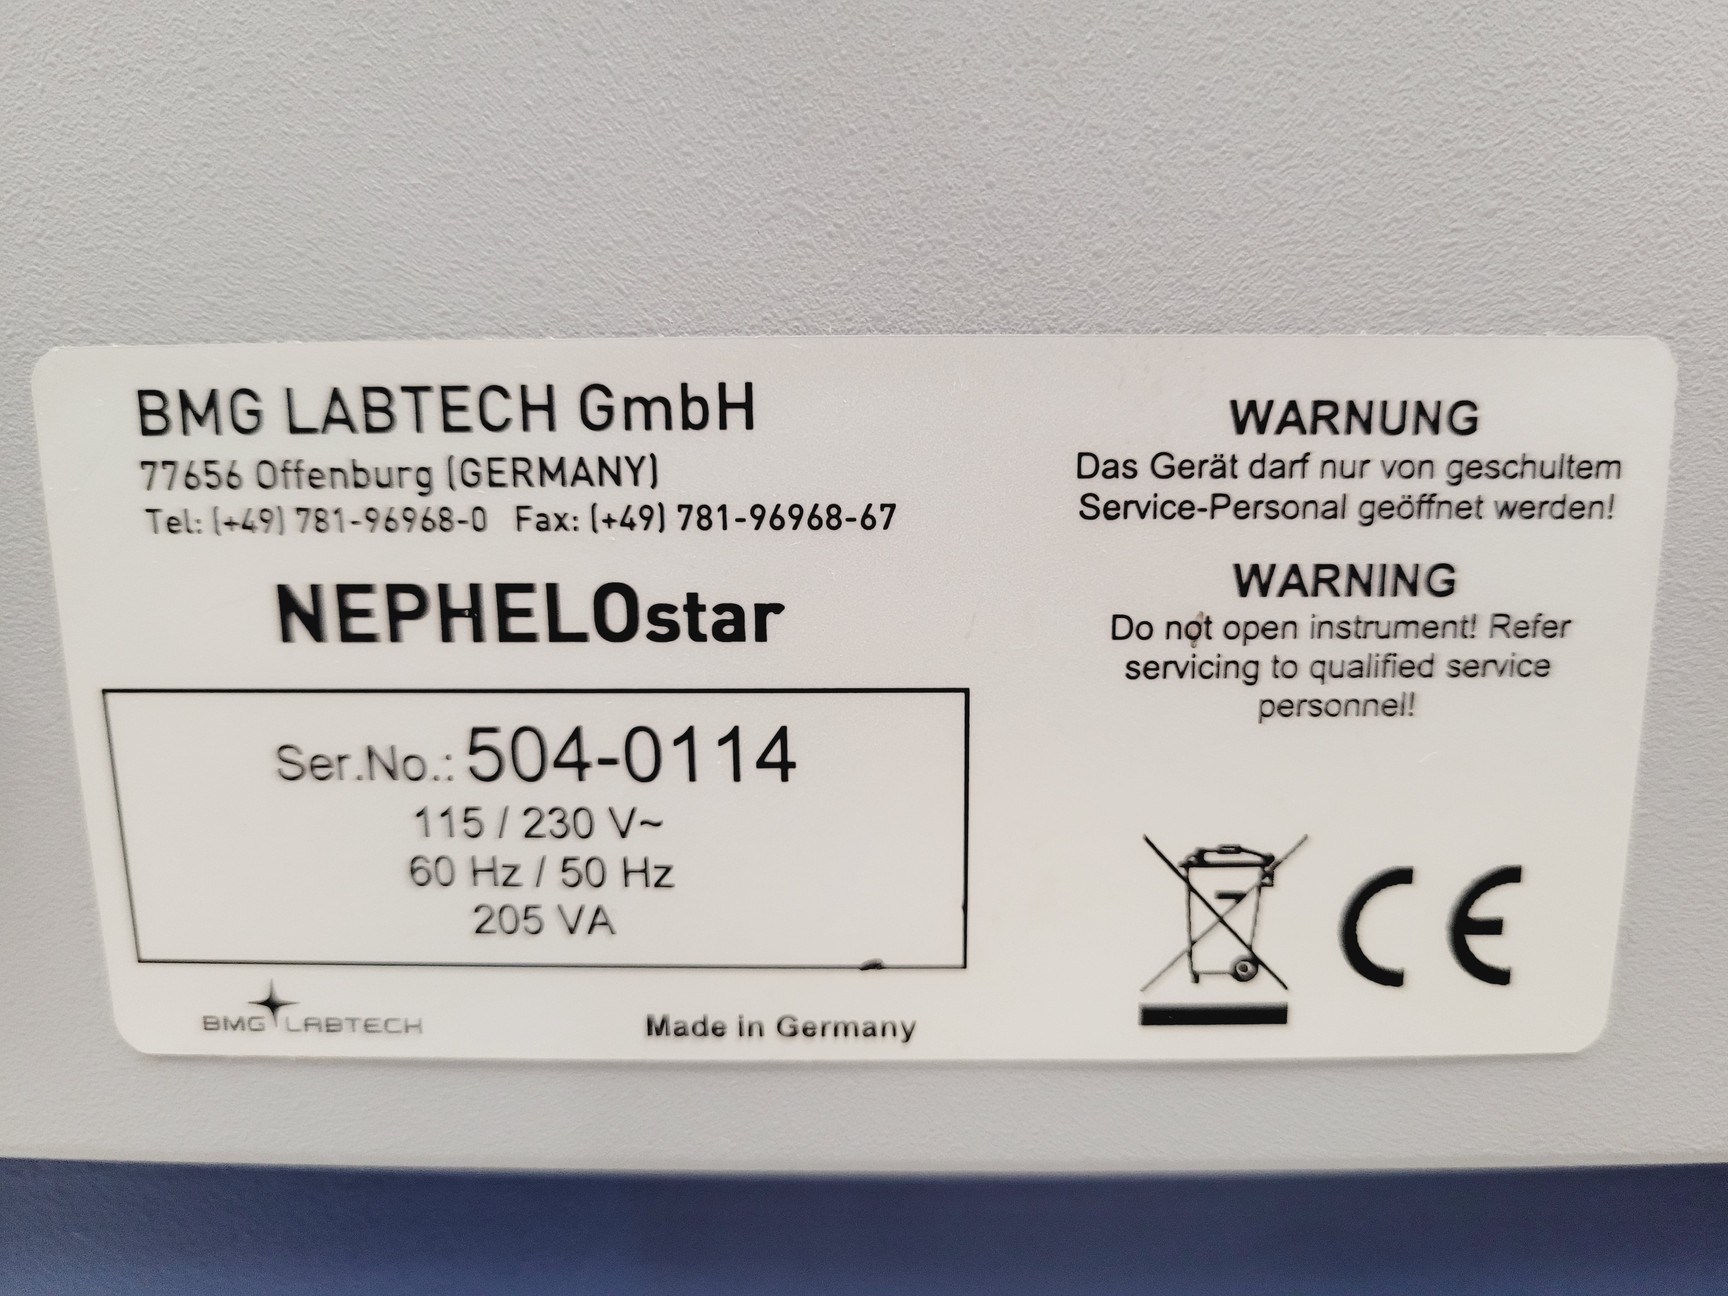 BMG LABTECH GmbH
77656 Offenburg (GERMANY)
Tel: (+49) 781-96968-0 Fax: (+49) 781-96968-67
NEPHELOstar
Ser.No.: 504-0114
115 / 230 V~
60 Hz / 50 Hz
205 VA
BMG LABTECH
Made in Germany
WARNUNG
Das Gerät darf nur von geschultem
Service-Personal geöffnet werden!
WARNING
Do not open instrument! Refer
servicing to qualified service
personnel!
CE